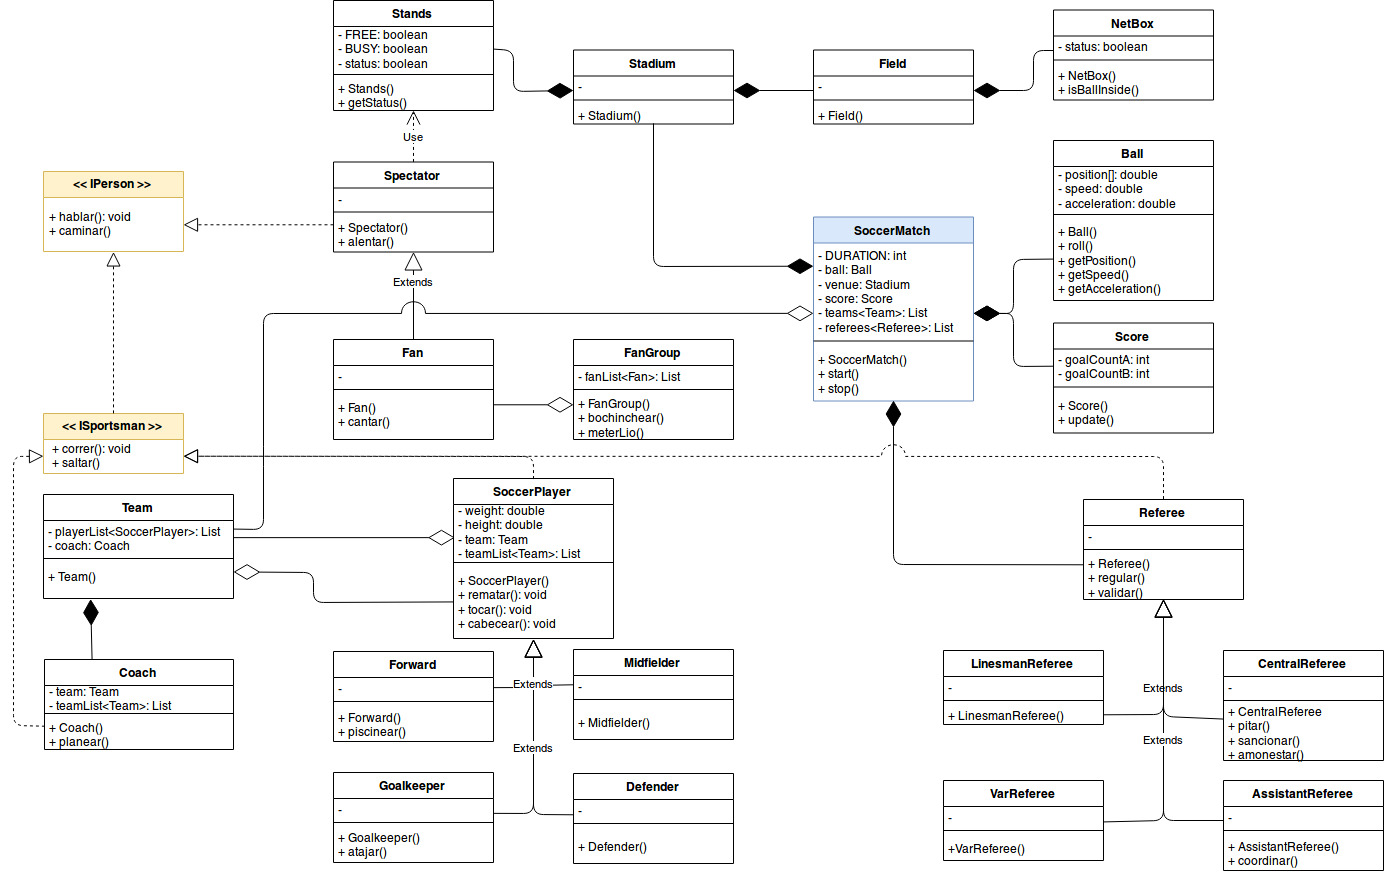 Stands
- FREE: boolean
- BUSY: boolean
- status: boolean
+ Stands()
+ getStatus()
Stadium
-
+ Stadium()
Field
-
+ Field()
NetBox
- status: boolean
+ NetBox()
+ isBallInside()
Use
<< IPerson >>
+ hablar(): void
+ caminar()
Spectator
-
+ Spectator()
+ alentar()
Extends
Ball
- position[]: double
- speed: double
- acceleration: double
+ Ball()
+ roll()
+ getPosition()
+ getSpeed()
+ getAcceleration()
SoccerMatch
- DURATION: int
- ball: Ball
- venue: Stadium
- score: Score
- teams<Team>: List
- referees<Referee>: List
+ SoccerMatch()
+ start()
+ stop()
Score
- goalCountA: int
- goalCountB: int
+ Score()
+ update()
Fan
-
+ Fan()
+ cantar()
FanGroup
- fanList<Fan>: List
+ FanGroup()
+ bochinchear()
+ meterLio()
<< ISportsman >>
+ correr(): void
+ saltar()
Team
- playerList<SoccerPlayer>: List
- coach: Coach
+ Team()
SoccerPlayer
- weight: double
- height: double
- team: Team
- teamList<Team>: List
+ SoccerPlayer()
+ rematar(): void
+ tocar(): void
+ cabecear(): void
Referee
-
+ Referee()
+ regular()
+ validar()
Coach
- team: Team
- teamList<Team>: List
+ Coach()
+ planear()
Forward
-
+ Forward()
+ piscinear()
Extends
Midfielder
-
+ Midfielder()
Extends
Goalkeeper
-
+ Goalkeeper()
+ atajar()
Defender
-
+ Defender()
LinesmanReferee
-
+ LinesmanReferee()
Extends
CentralReferee
-
+ CentralReferee
+ pitar()
+ sancionar()
+ amonestar()
Extends
VarReferee
-
+VarReferee()
AssistantReferee
-
+ AssistantReferee()
+ coordinar()